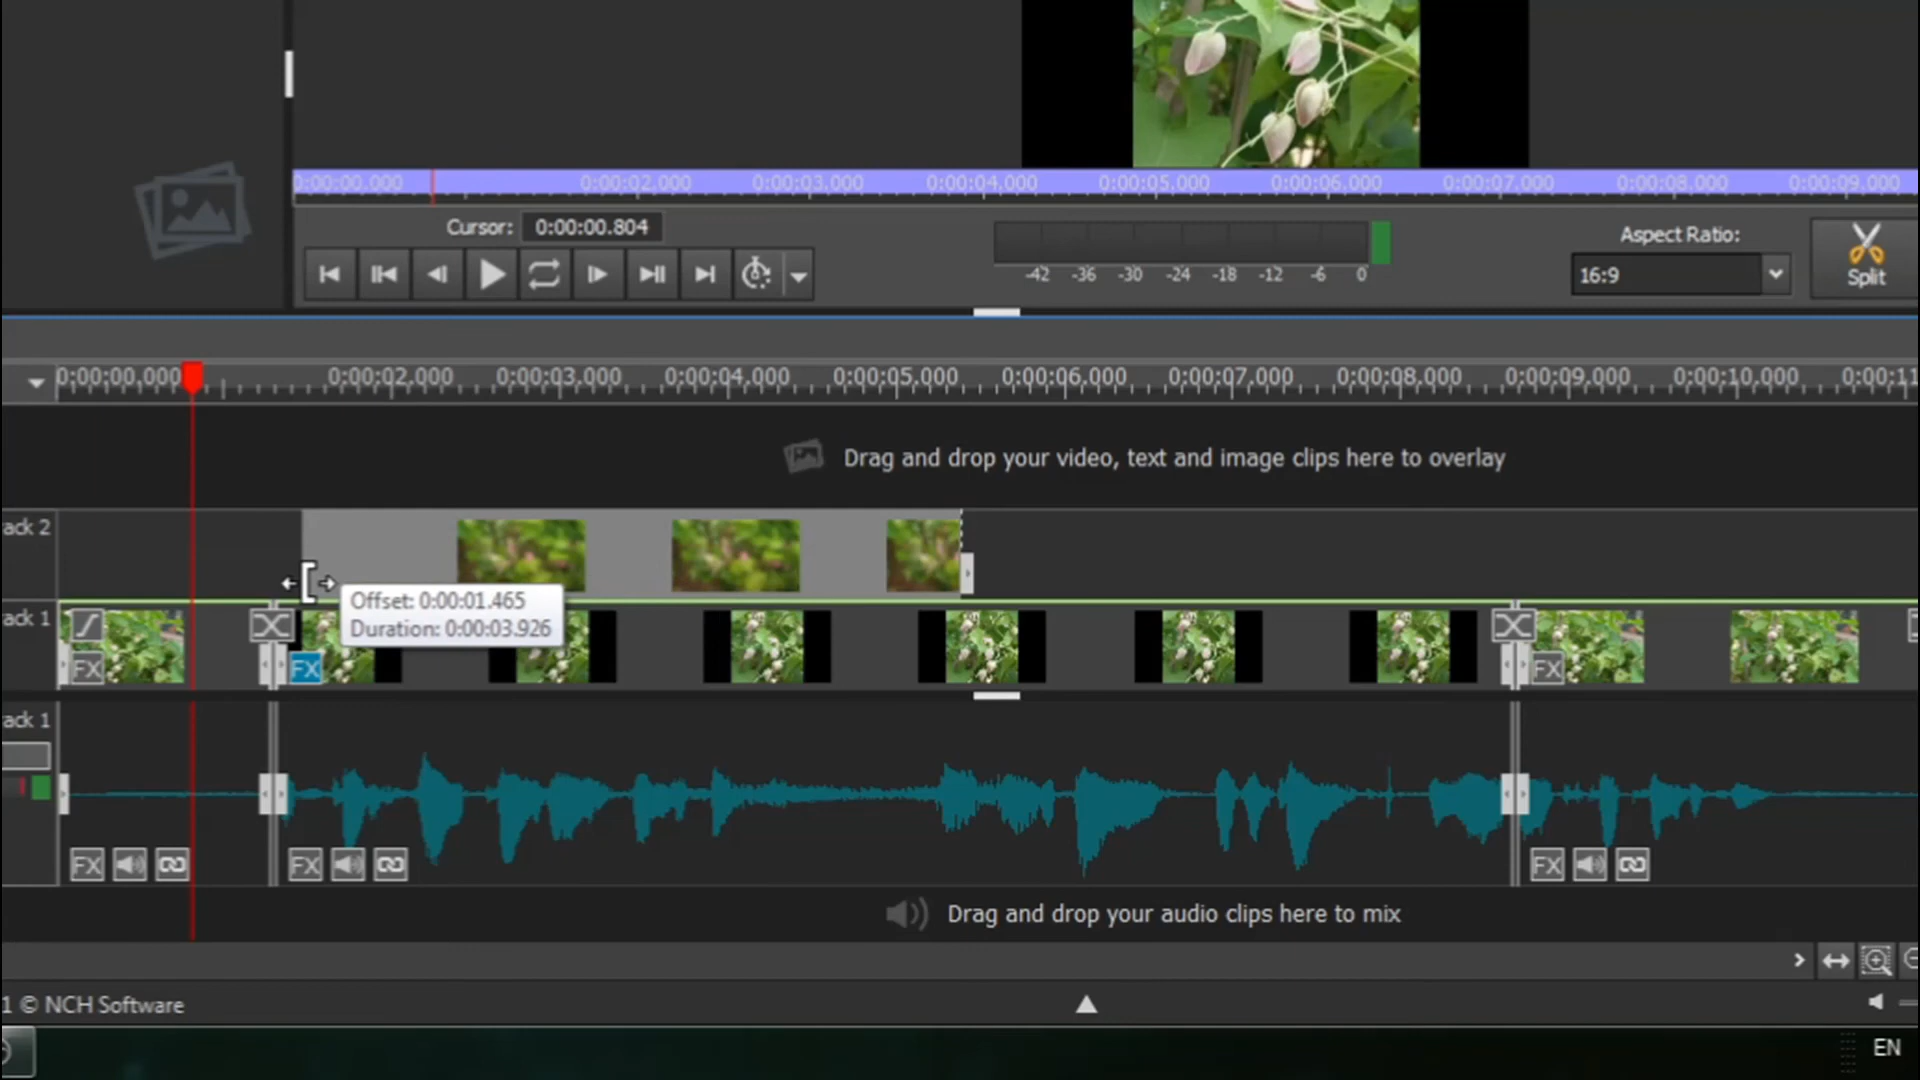 0:00:00.000 0:00:02.000 0:00:03.000 0:00:04.000 0:00:05.000 0:00:06.000 0:00:07.000 0:00:08.000 0:00:09.000
Cursor: 0:00:00.804
-42 -36 -30 -24 -18 -12 -6 0
Aspect Ratio:
16:9
Split
0:00:00.000 0:00:02.000 0:00:03.000 0:00:04.000 0:00:05.000 0:00:06.000 0:00:07.000 0:00:08.000 0:00:09.000 0:00:10.000 0:00:11
Drag and drop your video, text and image clips here to overlay
ack 2
Offset: 0:00:01.465
Duration: 0:00:03.926
ack 1
FX FX FX
ack 1
FX FX FX
Drag and drop your audio clips here to mix
1 © NCH Software
EN